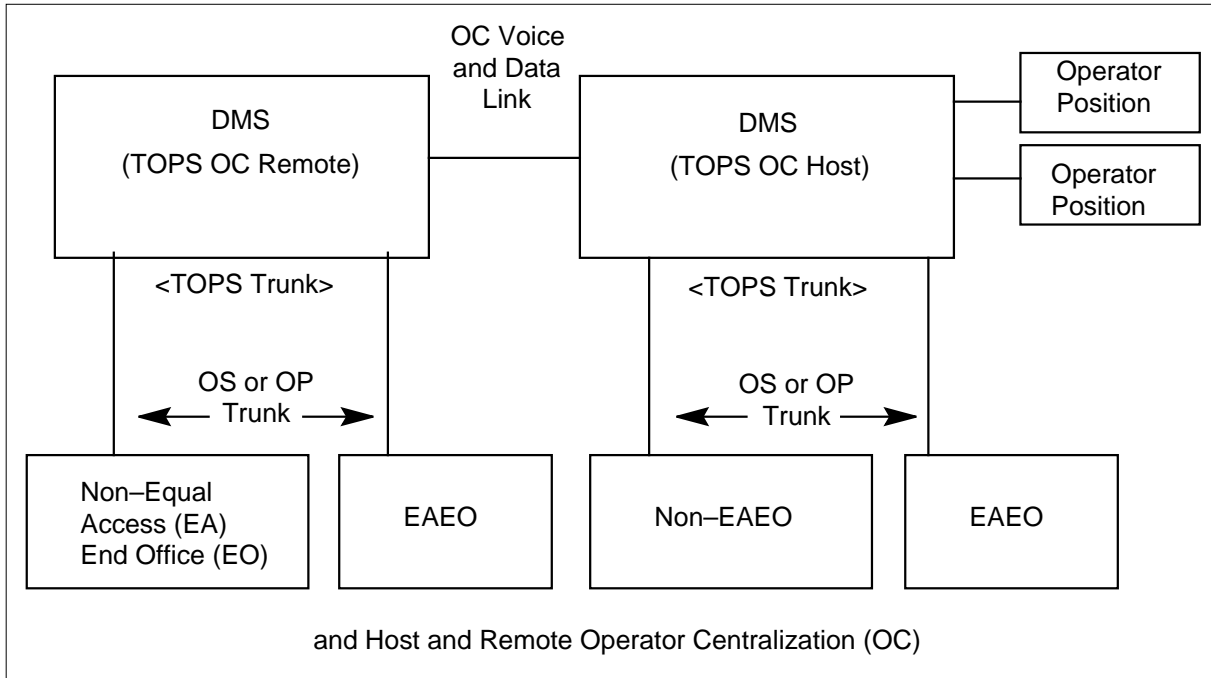 OC Voice
and Data
Link
DMS
(TOPS OC Remote)
DMS
(TOPS OC Host)
Operator
Position
Operator
Position
<TOPS Trunk>
<TOPS Trunk>
OS or OP
Trunk
OS or OP
Trunk
Non–Equal
Access (EA)
End Office (EO)
EAEO
Non–EAEO
EAEO
and Host and Remote Operator Centralization (OC)